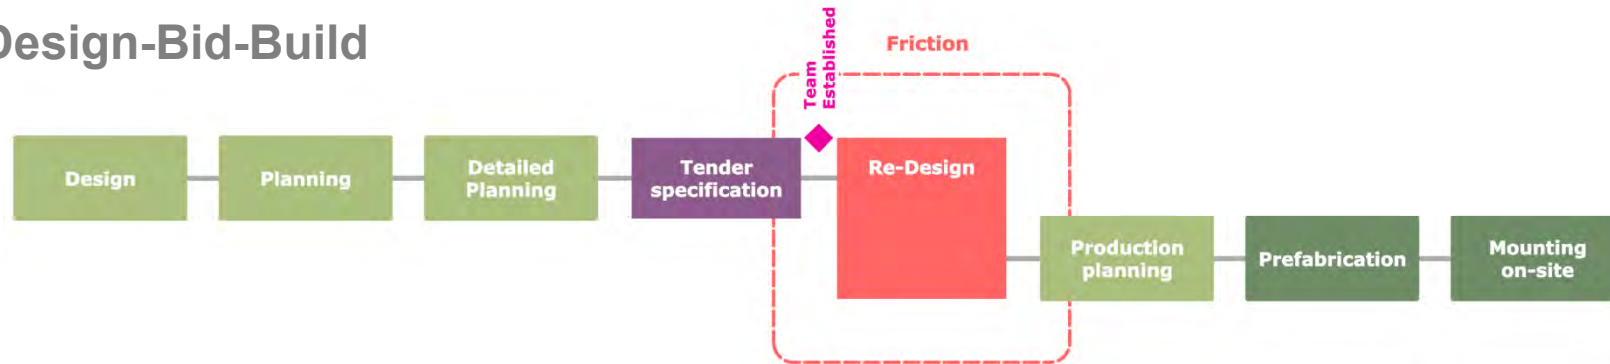 Design-Bid-Build
Team
Established
Friction
Design
Planning
Detailed
Planning
Tender
specification
Re-Design
Production
planning
Prefabrication
Mounting
on-site